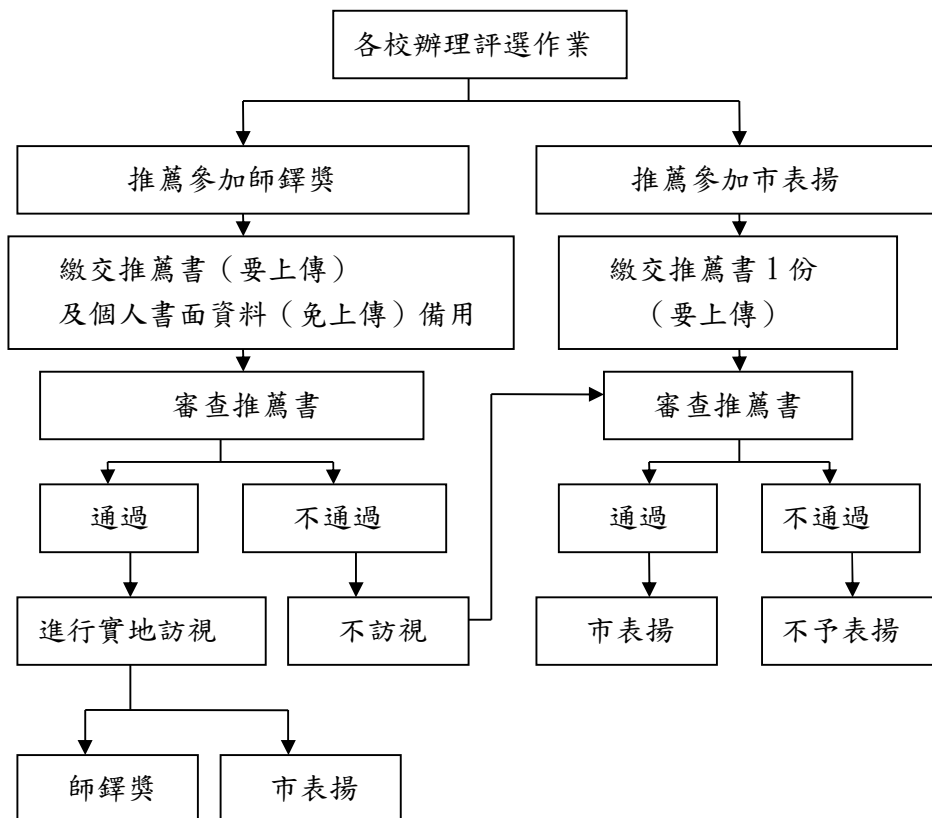 各校辦理評選作業
推薦參加師鐸獎
推薦參加市表揚
繳交推薦書（要上傳）
及個人書面資料（免上傳）備用
繳交推薦書1份
（要上傳）
審查推薦書
審查推薦書
通過
不通過
通過
不通過
進行實地訪視
不訪視
市表揚
不予表揚
師鐸獎
市表揚